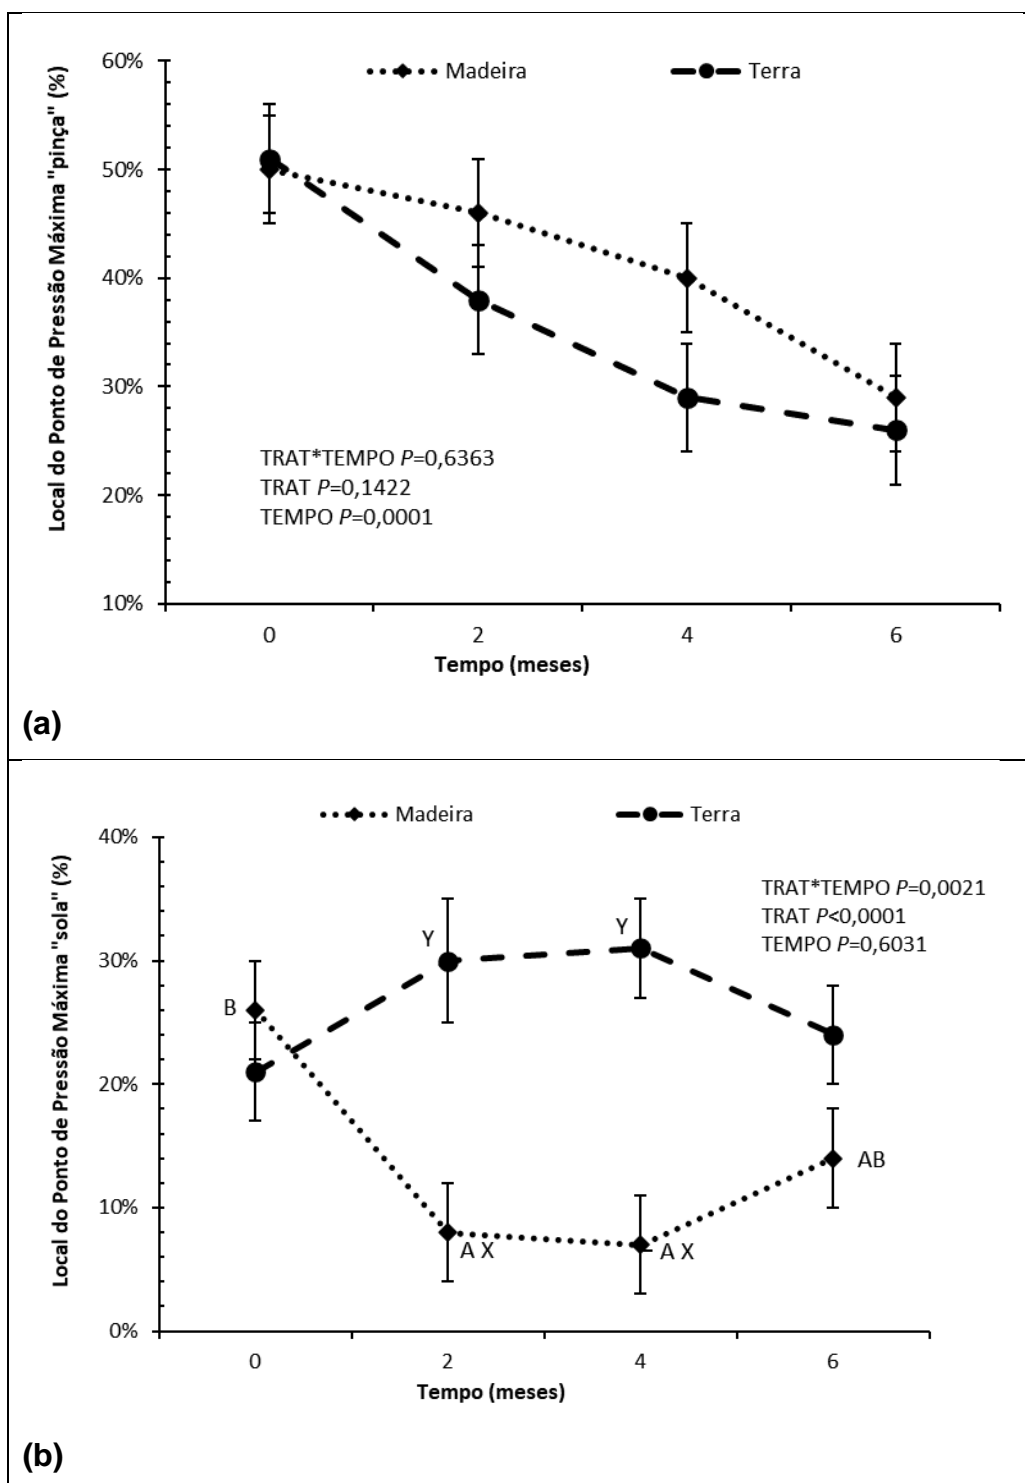 Local do Ponto de Pressão Máxima "pinça" (%)
60%
50%
40%
30%
20%
10%
Madeira
Terra
TRAT*TEMPO P=0,6363
TRAT P=0,1422
TEMPO P=0,0001
0
2
4
6
Tempo (meses)
(a)
Local do Ponto de Pressão Máxima "sola" (%)
Madeira
Terra
40%
30%
20%
10%
0%
TRAT*TEMPO P=0,0021
TRAT P<0,0001
TEMPO P=0,6031
Y
Y
B
AB
A X
A X
0
2
4
6
Tempo (meses)
(b)